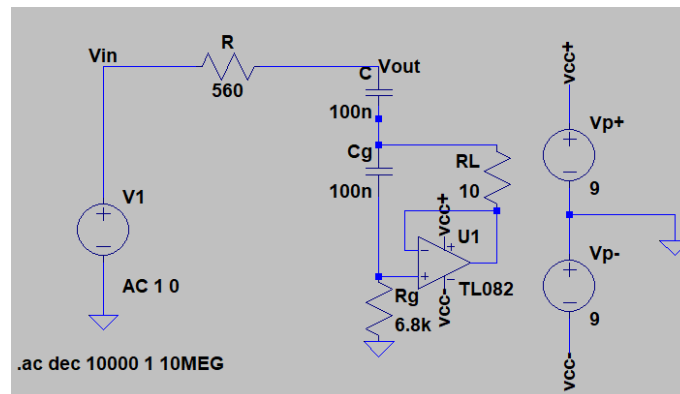 Vin
R
560
Vout
C
100n
Cg
100n
RL
10
vcc+
U1
TL082
vcc-
Rg
6.8k
V1
AC 1 0
vcc+
Vp+
9
Vp-
9
vcc-
.ac dec 10000 1 10MEG